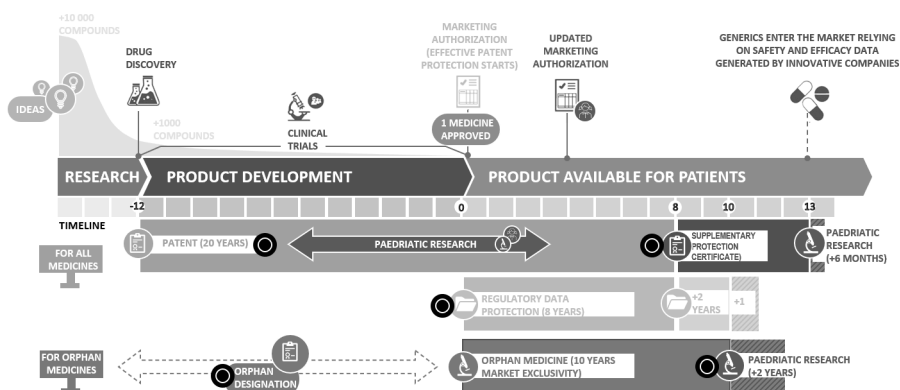 +10 000
COMPOUNDS
MARKETING
AUTHORIZATION
(EFFECTIVE PATENT
PROTECTION STARTS)
UPDATED
MARKETING
AUTHORIZATION
GENERICS ENTER THE MARKET RELYING
ON SAFETY AND EFFICACY DATA
GENERATED BY INNOVATIVE COMPANIES
DRUG
DISCOVERY
IDEAS
+1000
COMPOUNDS
CLINICAL
TRIALS
1 MEDICINE
APPROVED
RESEARCH
PRODUCT DEVELOPMENT
PRODUCT AVAILABLE FOR PATIENTS
-12
0
8
10
13
TIMELINE
FOR ALL
MEDICINES
PATENT (20 YEARS)
PAEDRIATIC RESEARCH
SUPPLEMENTARY
PROTECTION
CERTIFICATE)
PAEDRIATIC
RESEARCH
(+6 MONTHS)
REGULATORY DATA
PROTECTION (8 YEARS)
+2
YEARS
+1
FOR ORPHAN
MEDICINES
ORPHAN
DESIGNATION
ORPHAN MEDICINE (10 YEARS
MARKET EXCLUSIVITY)
PAEDRIATIC RESEARCH
(+2 YEARS)